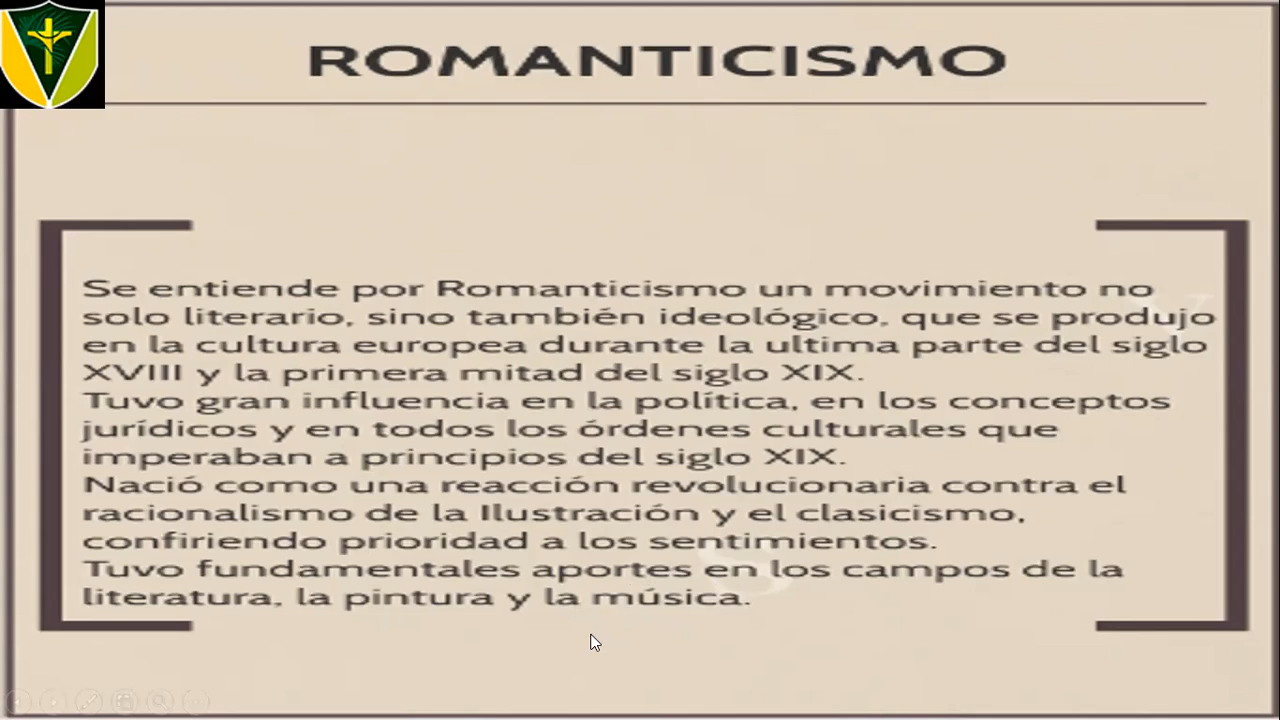 ROMANTICISMO
Se entiende por Romanticismo un movimiento no
solo literario, sino también ideológico, que se produjo
en la cultura europea durante la ultima parte del siglo
XVIII y la primera mitad del siglo XIX.
Tuvo gran influencia en la política, en los conceptos
jurídicos y en todos los órdenes culturales que
imperaban a principios del siglo XIX.
Nació como una reacción revolucionaria contra el
racionalismo de la Ilustración y el clasicismo,
confiriendo prioridad a los sentimientos.
Tuvo fundamentales aportes en los campos de la
literatura, la pintura y la música.